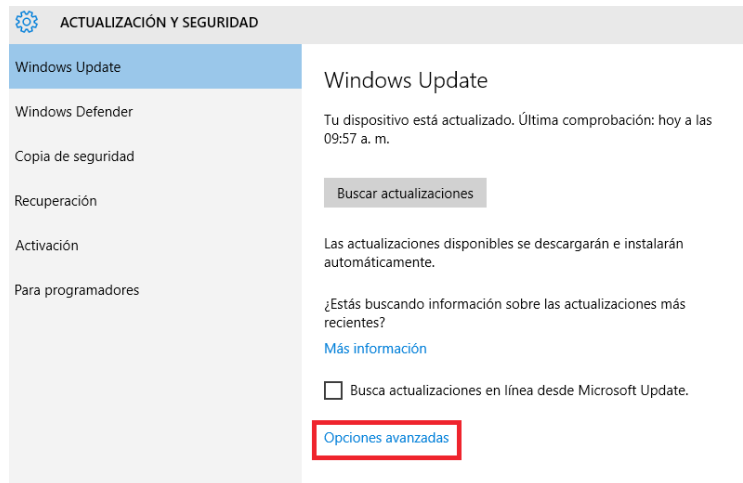 ACTUALIZACIÓN Y SEGURIDAD
Windows Update
Windows Defender
Copia de seguridad
Recuperación
Activación
Para programadores
Windows Update
Tu dispositivo está actualizado. Última comprobación: hoy a las
09:57 a. m.
Buscar actualizaciones
Las actualizaciones disponibles se descargarán e instalarán
automáticamente.
¿Estás buscando información sobre las actualizaciones más
recientes?
Más información
Busca actualizaciones en línea desde Microsoft Update.
Opciones avanzadas